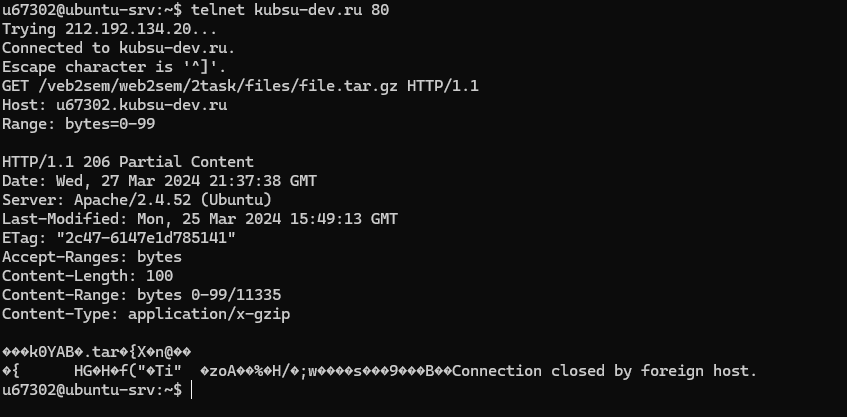 u67302@ubuntu-srv:~$ telnet kubsu-dev.ru 80
Trying 212.192.134.20...
Connected to kubsu-dev.ru.
Escape character is '^]'.
GET /veb2sem/web2sem/2task/files/file.tar.gz HTTP/1.1
Host: u67302.kubsu-dev.ru
Range: bytes=0-99
HTTP/1.1 206 Partial Content
Date: Wed, 27 Mar 2024 21:37:38 GMT
Server: Apache/2.4.52 (Ubuntu)
Last-Modified: Mon, 25 Mar 2024 15:49:13 GMT
ETag: "2c47-6147e1d785141"
Accept-Ranges: bytes
Content-Length: 100
Content-Range: bytes 0-99/11335
Content-Type: application/x-gzip
���k0YAB�.tar�{X�n@��
�{ HG�H�f("�Ti" �zoA��%�H/�;w����s���9���B��Connection closed by foreign host.
u67302@ubuntu-srv:~$